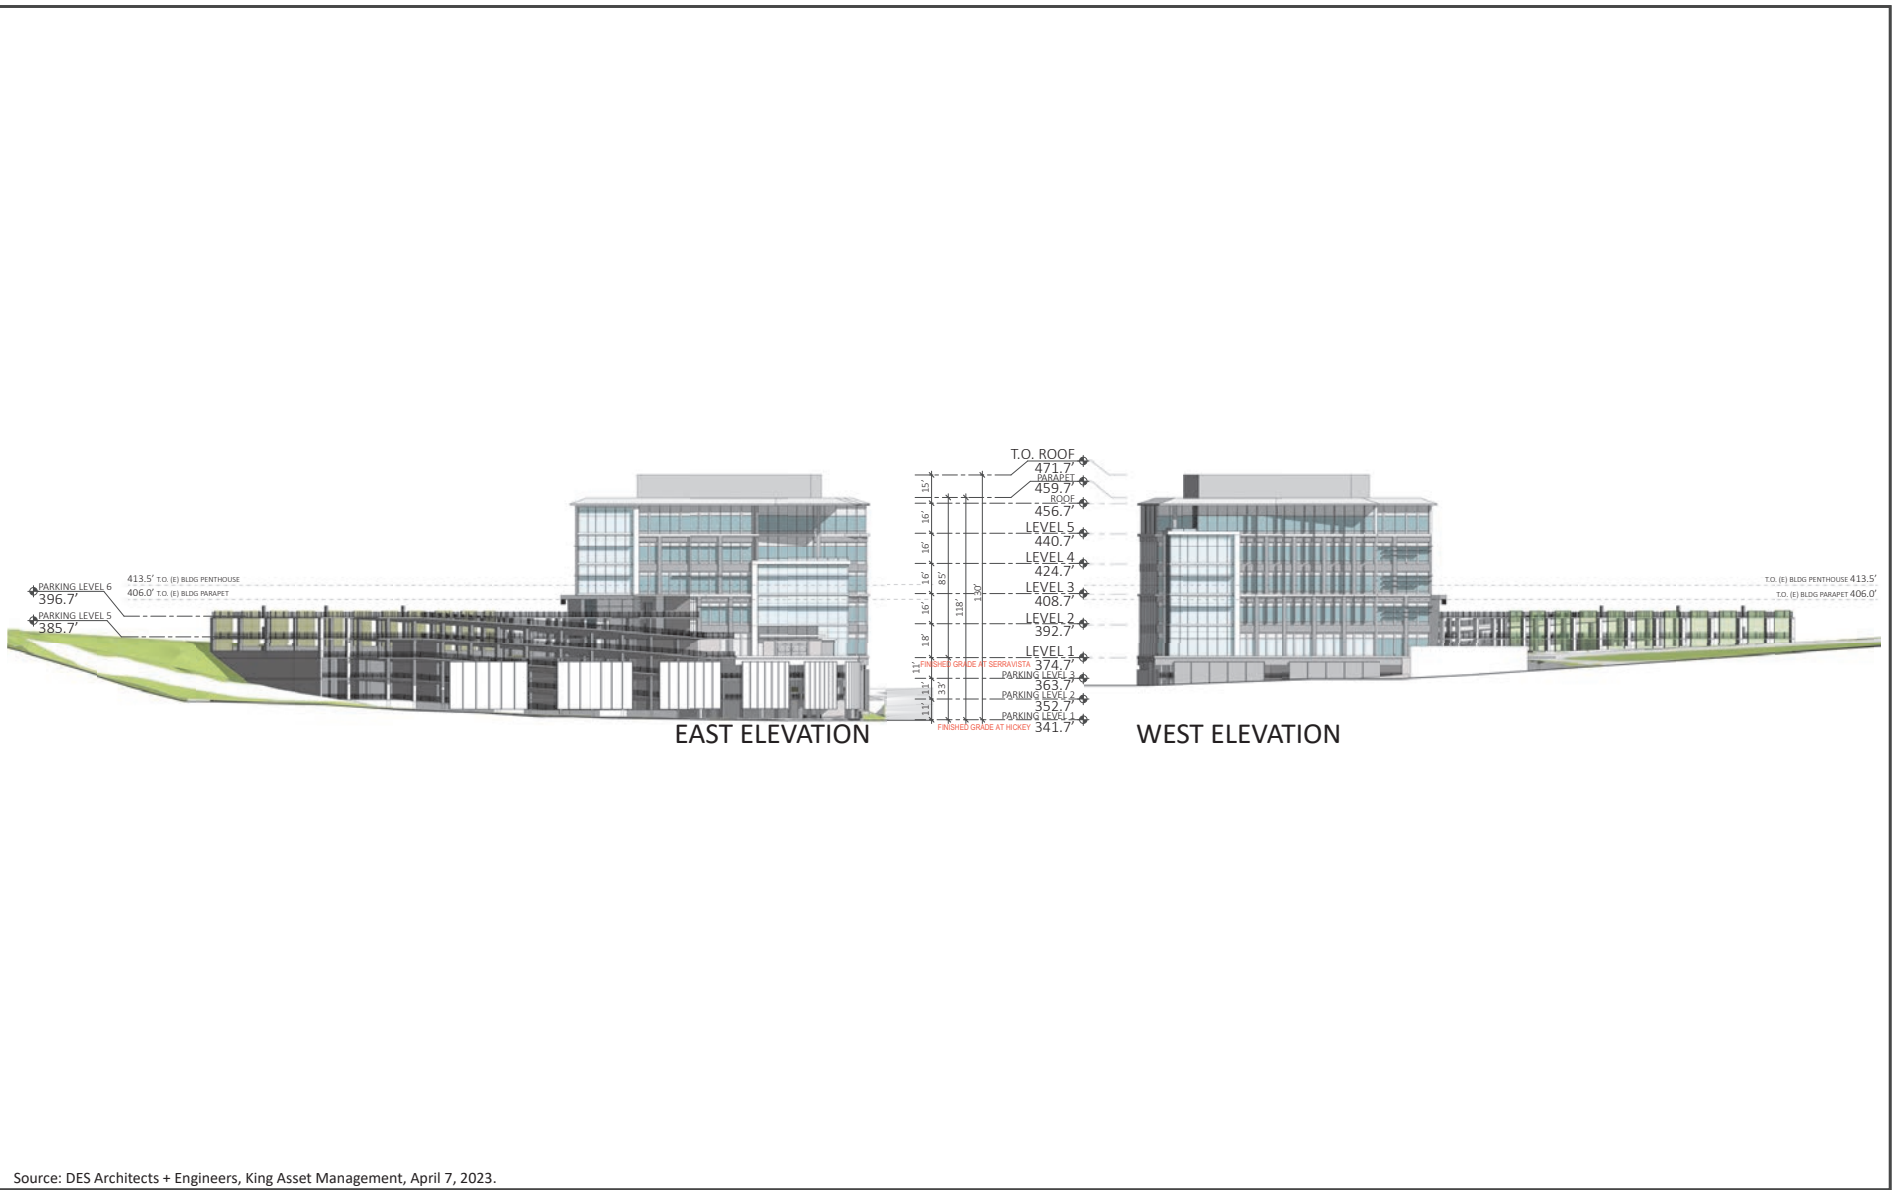 T.O. ROOF
471.7'
PARAPET
459.7'
ROOF
456.7'
LEVEL 5
440.7'
LEVEL 4
424.7'
LEVEL 3
408.7'
LEVEL 2
392.7'
LEVEL 1
FINISHED GRADE AT SERRAVISTA 374.7'
PARKING LEVEL 3
363.7'
PARKING LEVEL 2
352.7'
PARKING LEVEL 1
FINISHED GRADE AT HICKEY 341.7'
15'
16'
16'
16'
16'
18'
11'
11'
11'
85'
33'
118'
130'
PARKING LEVEL 6
396.7'
PARKING LEVEL 5
385.7'
413.5' T.O. (E) BLDG PENTHOUSE
406.0' T.O. (E) BLDG PARAPET
T.O. (E) BLDG PENTHOUSE 413.5'
T.O. (E) BLDG PARAPET 406.0'
EAST ELEVATION
WEST ELEVATION
Source: DES Architects + Engineers, King Asset Management, April 7, 2023.